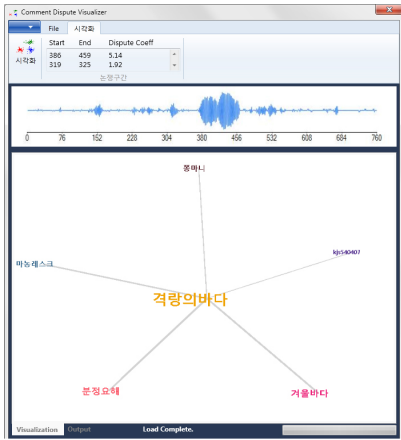 Comment Dispute Visualizer
File 시각화
시각화
Start End Dispute Coeff
386 459 5.14
319 325 1.92
논쟁구간
0 76 152 228 304 380 456 532 608 684 760
쫑마니
kjs540407
마농레스크
격랑의바다
분정요해
겨울바다
Visualization Output Load Complete.